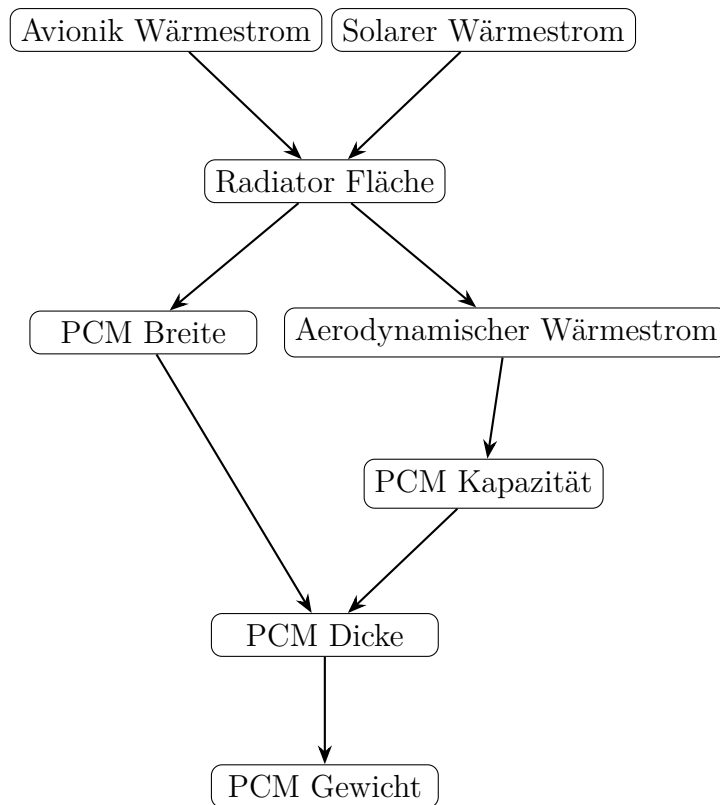 Avionik Wärmestrom
Solarer Wärmestrom
Radiator Fläche
PCM Breite
Aerodynamischer Wärmestrom
PCM Kapazität
PCM Dicke
PCM Gewicht